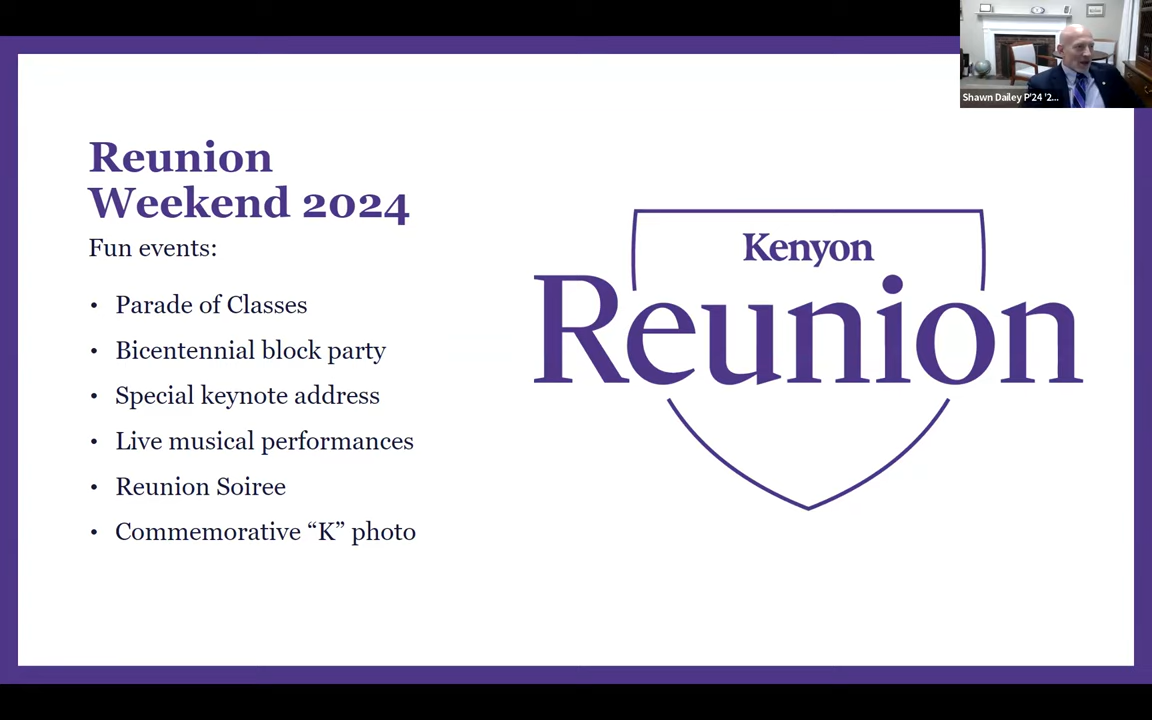 Shawn Dailey P'24 '2...
Reunion
Weekend 2024
Fun events:
• Parade of Classes
• Bicentennial block party
• Special keynote address
• Live musical performances
• Reunion Soiree
• Commemorative “K” photo
Kenyon
Reunion